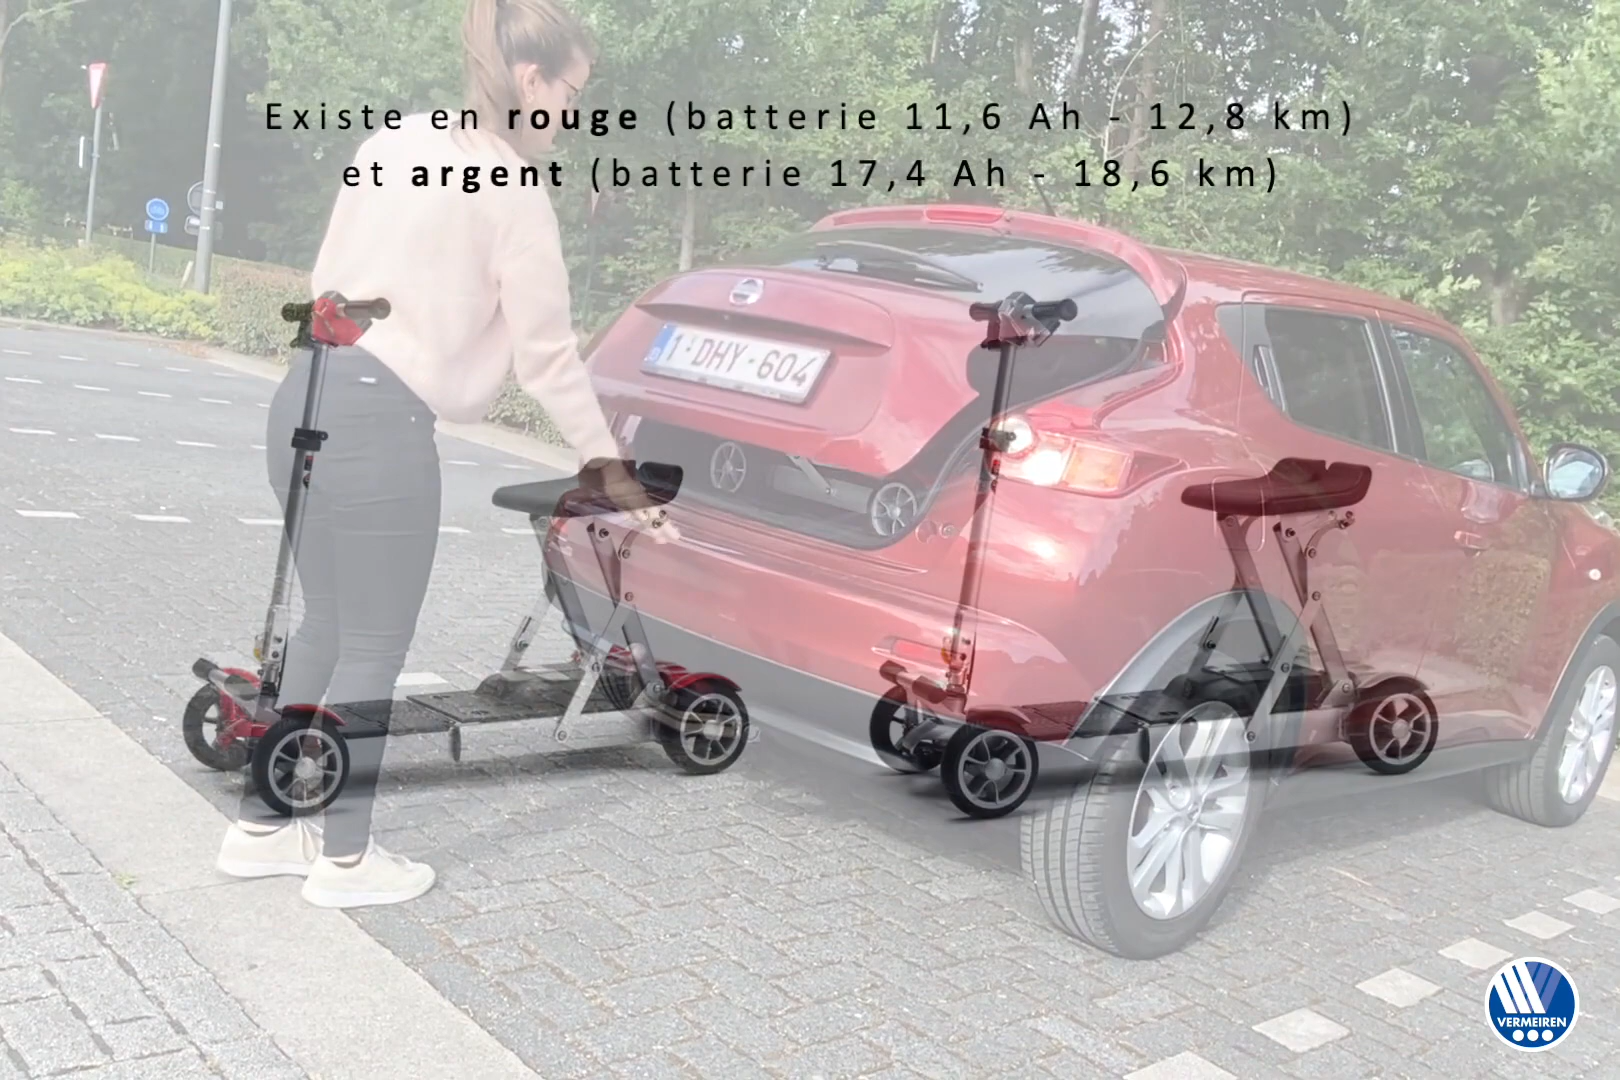 Existe en rouge (batterie 11,6 Ah - 12,8 km)
et argent (batterie 17,4 Ah - 18,6 km)
1-DHY-604
VERMEIREN